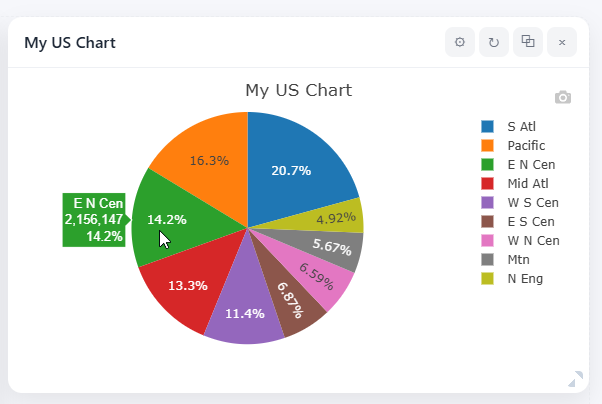 My US Chart
My US Chart
S Atl
Pacific
E N Cen
Mid Atl
W S Cen
E S Cen
W N Cen
Mtn
N Eng
16.3%
20.7%
E N Cen
2,156,147
14.2%
14.2%
4.92%
5.67%
6.59%
13.3%
6.87%
11.4%